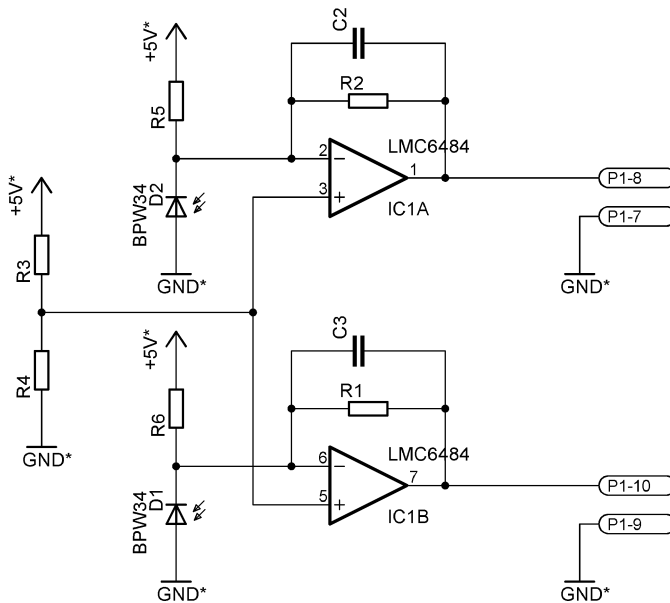 +5V*
C2
R5
R2
LMC6484
2
1
3
IC1A
P1-8
P1-7
BPW34
D2
GND*
GND*
+5V*
R3
R4
GND*
+5V*
C3
R6
R1
LMC6484
6
7
5
IC1B
P1-10
P1-9
BPW34
D1
GND*
GND*